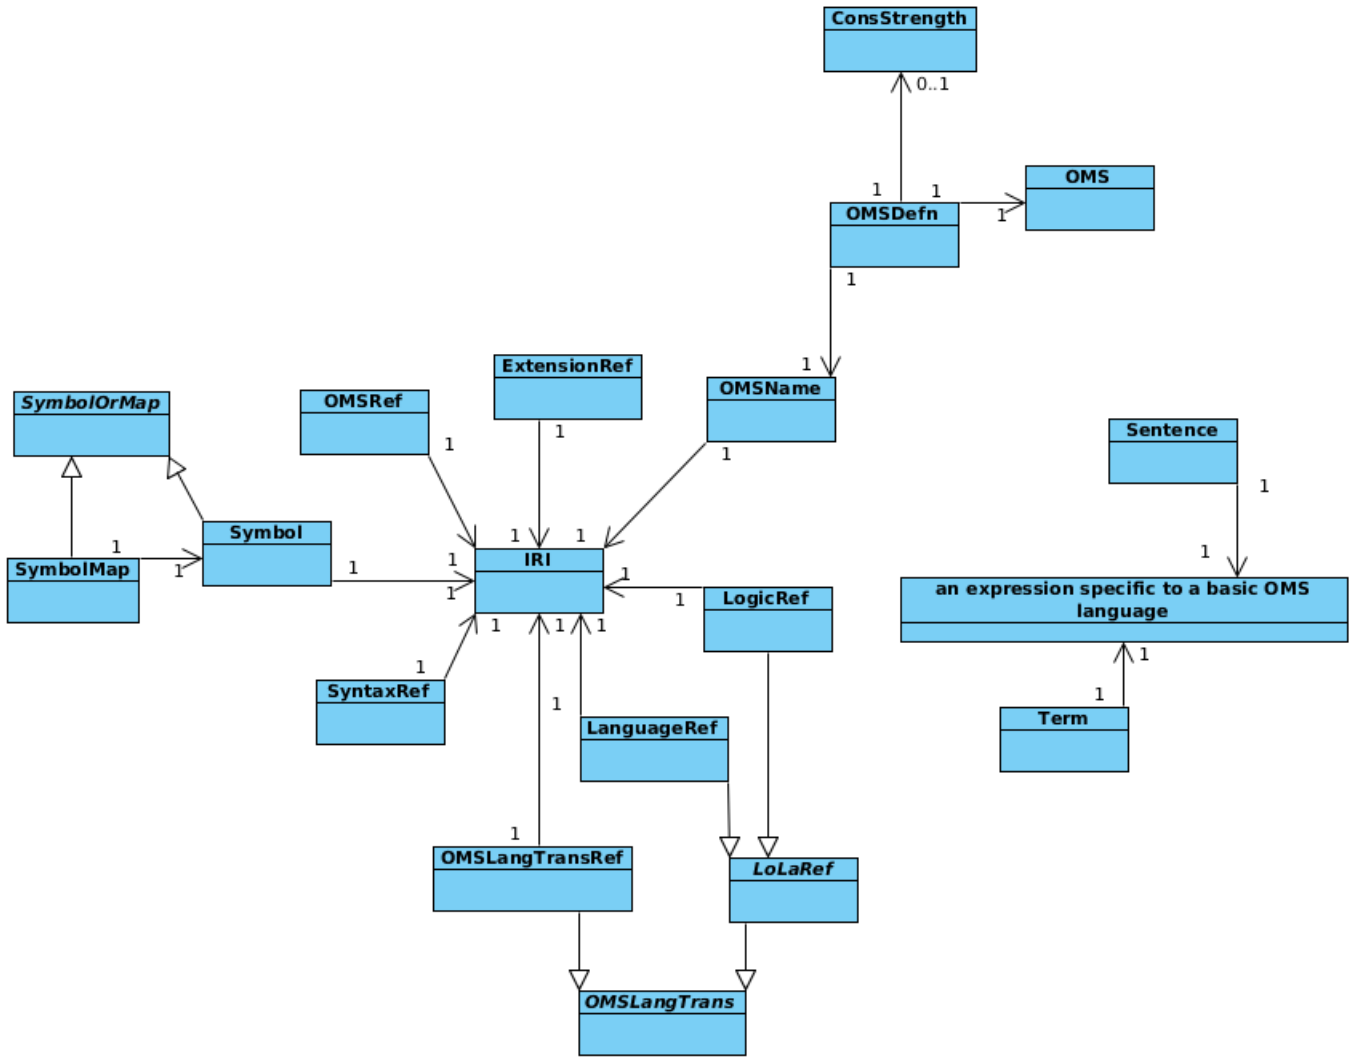 ConsStrength
0..1
OMS
1
1
1
OMSDefn
1
1
ExtensionRef
OMSName
SymbolOrMap
OMSRef
Sentence
1
1
1
1
Symbol
1
1
1
1
1
IRI
an expression specific to a basic OMS
language
SymbolMap
1
1
1
1
1
LogicRef
1
1
1
1
1
SyntaxRef
1
1
Term
LanguageRef
1
OMSLangTransRef
LoLaRef
OMSLangTrans